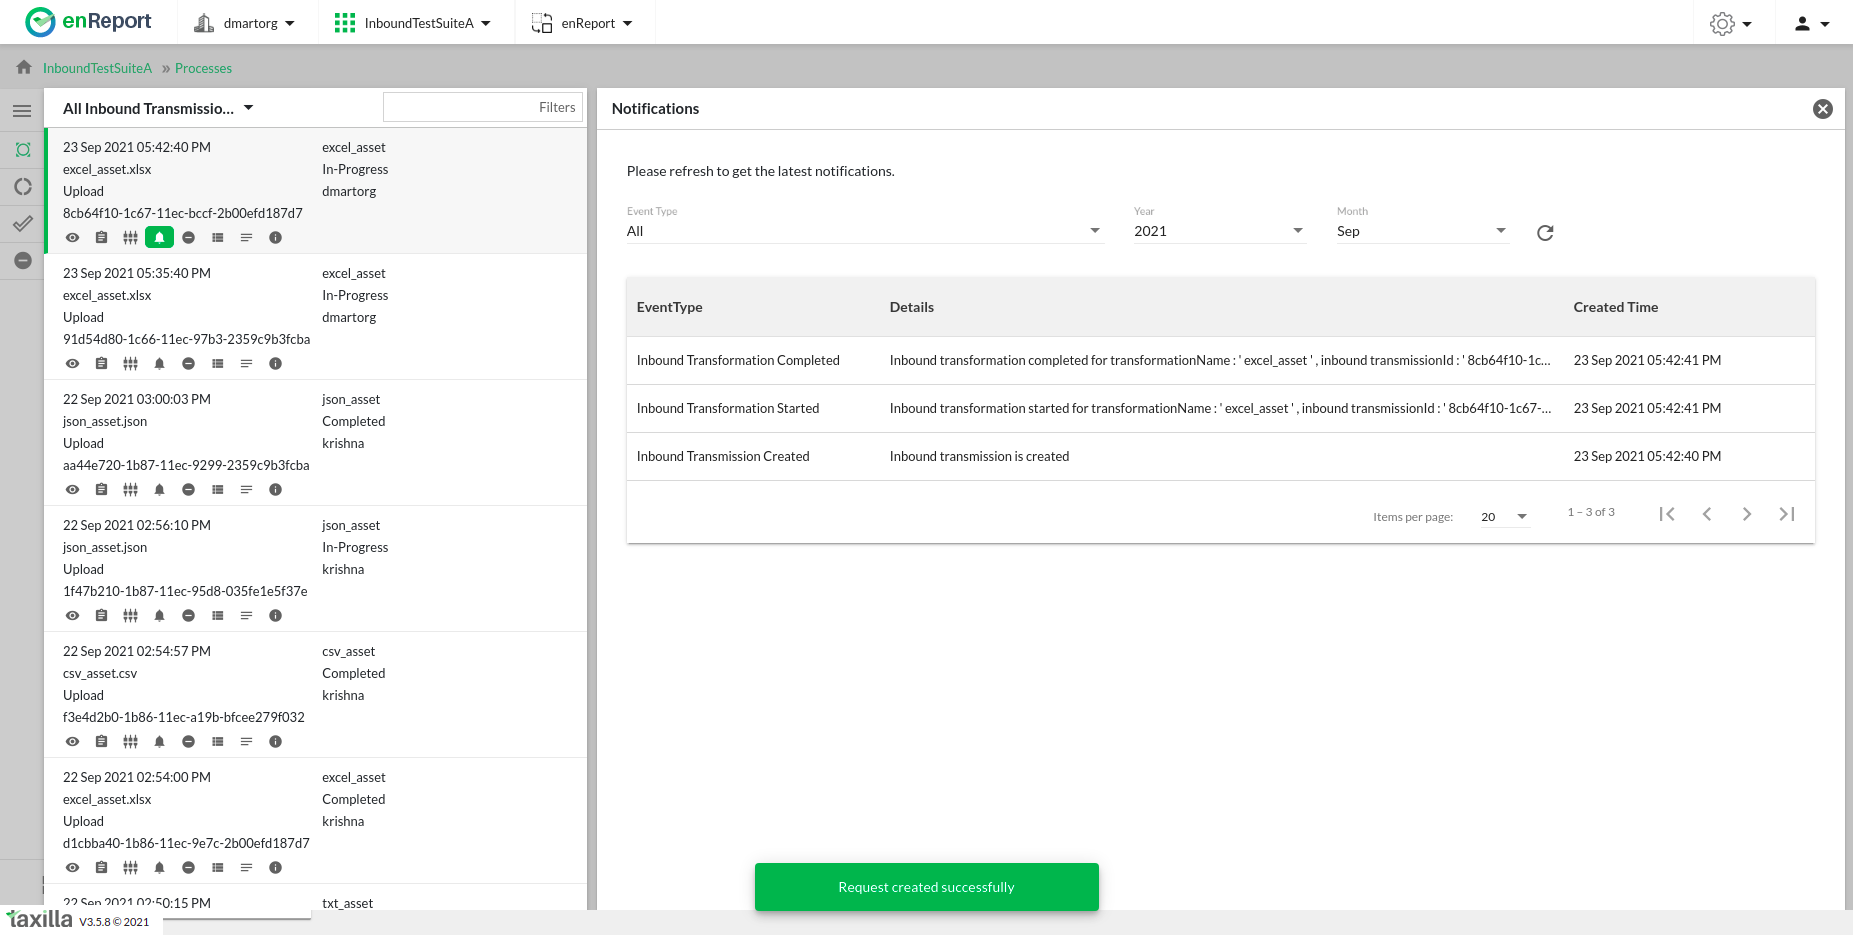 enReport
dmartorg
InboundTestSuiteA
enReport
InboundTestSuiteA » Processes
All Inbound Transmissio...
Filters
23 Sep 2021 05:42:40 PM excel_asset
excel_asset.xlsx In-Progress
Upload dmartorg
8cb64f10-1c67-11ec-bccf-2b00efd187d7
23 Sep 2021 05:35:40 PM excel_asset
excel_asset.xlsx In-Progress
Upload dmartorg
91d54d80-1c66-11ec-97b3-2359c9b3fcba
22 Sep 2021 03:00:03 PM json_asset
json_asset.json Completed
Upload krishna
aa44e720-1b87-11ec-9299-2359c9b3fcba
22 Sep 2021 02:56:10 PM json_asset
json_asset.json In-Progress
Upload krishna
1f47b210-1b87-11ec-95d8-035fe1e5f37e
22 Sep 2021 02:54:57 PM csv_asset
csv_asset.csv Completed
Upload krishna
f3e4d2b0-1b86-11ec-a19b-bfcee279f032
22 Sep 2021 02:54:00 PM excel_asset
excel_asset.xlsx Completed
Upload krishna
d1cbba40-1b86-11ec-9e7c-2b00efd187d7
22 Sep 2021 02:50:15 PM txt_asset
taxilla V3.5.8 © 2021
Notifications
Please refresh to get the latest notifications.
Event Type Year Month
All 2021 Sep
EventType Details Created Time
Inbound Transformation Completed Inbound transformation completed for transformationName : ' excel_asset ' , inbound transmissionId : ' 8cb64f10-1c... 23 Sep 2021 05:42:41 PM
Inbound Transformation Started Inbound transformation started for transformationName : ' excel_asset ' , inbound transmissionId : ' 8cb64f10-1c67-... 23 Sep 2021 05:42:41 PM
Inbound Transmission Created Inbound transmission is created 23 Sep 2021 05:42:40 PM
Items per page: 20 1 – 3 of 3
Request created successfully